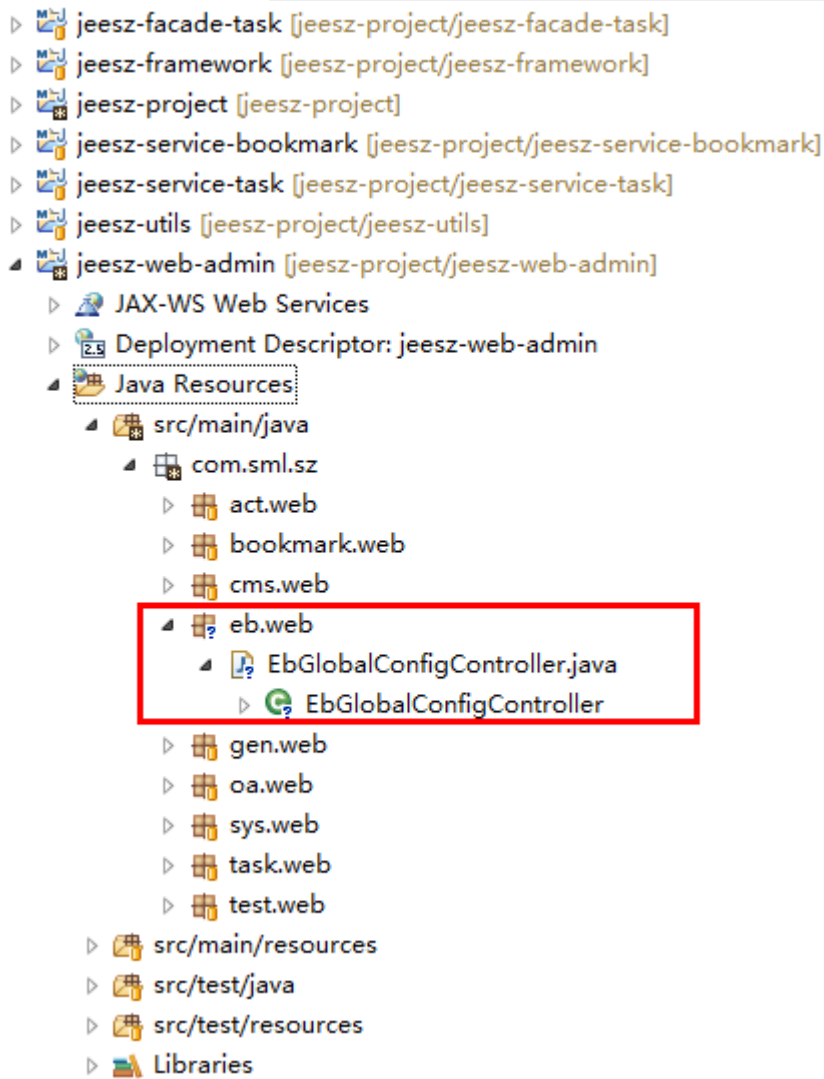 jeesz-facade-task [jeesz-project/jeesz-facade-task]
jeesz-framework [jeesz-project/jeesz-framework]
jeesz-project [jeesz-project]
jeesz-service-bookmark [jeesz-project/jeesz-service-bookmark]
jeesz-service-task [jeesz-project/jeesz-service-task]
jeesz-utils [jeesz-project/jeesz-utils]
jeesz-web-admin [jeesz-project/jeesz-web-admin]
JAX-WS Web Services
2.5 Deployment Descriptor: jeesz-web-admin
Java Resources
src/main/java
com.sml.sz
act.web
bookmark.web
cms.web
eb.web
EbGlobalConfigController.java
EbGlobalConfigController
gen.web
oa.web
sys.web
task.web
test.web
src/main/resources
src/test/java
src/test/resources
Libraries